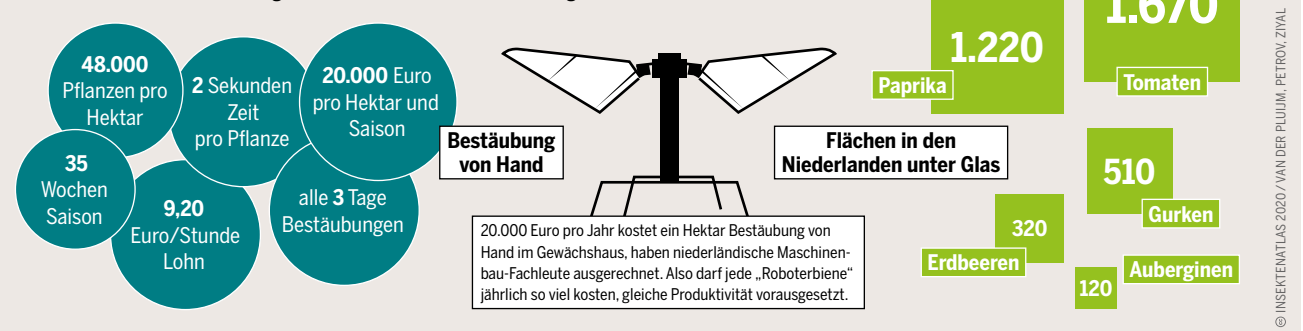 48.000
Pflanzen pro
Hektar
2 Sekunden
Zeit
pro Pflanze
20.000 Euro
pro Hektar und
Saison
35
Wochen
Saison
9,20
Euro/Stunde
Lohn
alle 3 Tage
Bestäubungen
Bestäubung
von Hand
Flächen in den
Niederlanden unter Glas
20.000 Euro pro Jahr kostet ein Hektar Bestäubung von
Hand im Gewächshaus, haben niederländische Maschinen-
bau-Fachleute ausgerechnet. Also darf jede „Roboterbiene“
jährlich so viel kosten, gleiche Produktivität vorausgesetzt.
1.220
Paprika
1.670
Tomaten
510
Gurken
320
Erdbeeren
120
Auberginen
INSEKTENATLAS 2020 / VAN DER PLUIJM, PETROV, ZIYAL